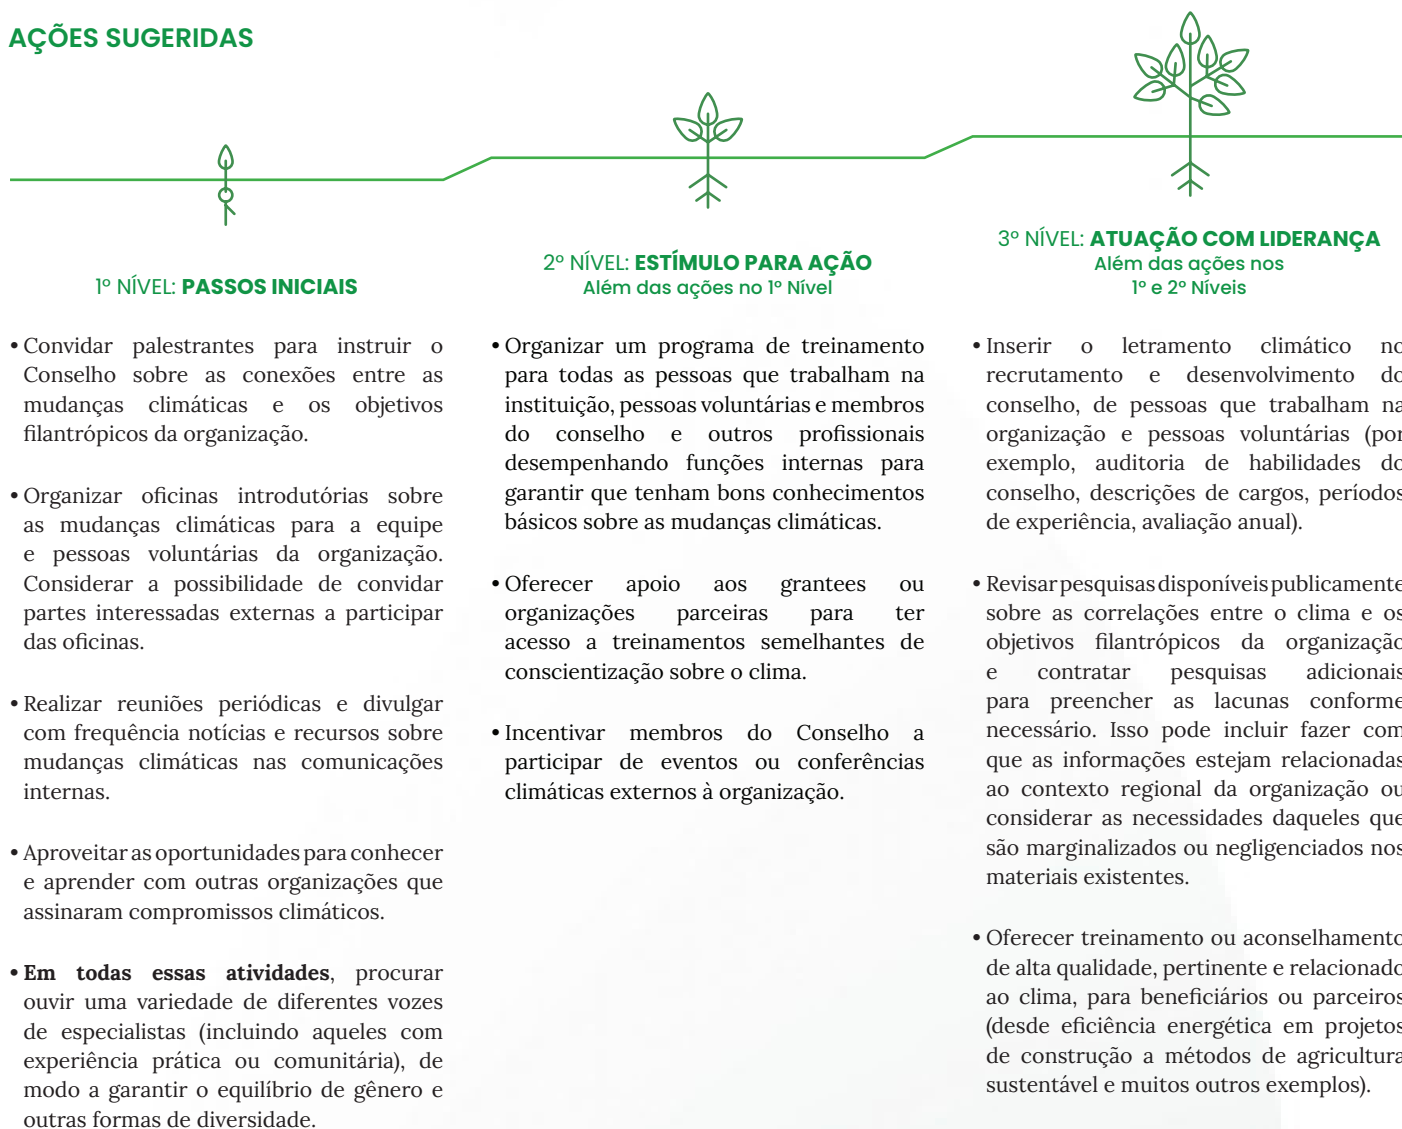 AÇÕES SUGERIDAS
1º NÍVEL: PASSOS INICIAIS
• Convidar palestrantes para instruir o
Conselho sobre as conexões entre as
mudanças climáticas e os objetivos
filantrópicos da organização.
• Organizar oficinas introdutórias sobre
as mudanças climáticas para a equipe
e pessoas voluntárias da organização.
Considerar a possibilidade de convidar
partes interessadas externas a participar
das oficinas.
• Realizar reuniões periódicas e divulgar
com frequência notícias e recursos sobre
mudanças climáticas nas comunicações
internas.
• Aproveitar as oportunidades para conhecer
e aprender com outras organizações que
assinaram compromissos climáticos.
• Em todas essas atividades, procurar
ouvir uma variedade de diferentes vozes
de especialistas (incluindo aqueles com
experiência prática ou comunitária), de
modo a garantir o equilíbrio de gênero e
outras formas de diversidade.
2º NÍVEL: ESTÍMULO PARA AÇÃO
Além das ações no 1º Nível
• Organizar um programa de treinamento
para todas as pessoas que trabalham na
instituição, pessoas voluntárias e membros
do conselho e outros profissionais
desempenhando funções internas para
garantir que tenham bons conhecimentos
básicos sobre as mudanças climáticas.
• Oferecer apoio aos grantees ou
organizações parceiras para ter
acesso a treinamentos semelhantes de
conscientização sobre o clima.
• Incentivar membros do Conselho a
participar de eventos ou conferências
climáticas externos à organização.
3º NÍVEL: ATUAÇÃO COM LIDERANÇA
Além das ações nos
1º e 2º Níveis
• Inserir o letramento climático no
recrutamento e desenvolvimento do
conselho, de pessoas que trabalham na
organização e pessoas voluntárias (por
exemplo, auditoria de habilidades do
conselho, descrições de cargos, períodos
de experiência, avaliação anual).
• Revisar pesquisas disponíveis publicamente
sobre as correlações entre o clima e os
objetivos filantrópicos da organização
e contratar pesquisas adicionais
para preencher as lacunas conforme
necessário. Isso pode incluir fazer com
que as informações estejam relacionadas
ao contexto regional da organização ou
considerar as necessidades daqueles que
são marginalizados ou negligenciados nos
materiais existentes.
• Oferecer treinamento ou aconselhamento
de alta qualidade, pertinente e relacionado
ao clima, para beneficiários ou parceiros
(desde eficiência energética em projetos
de construção a métodos de agricultura
sustentável e muitos outros exemplos).